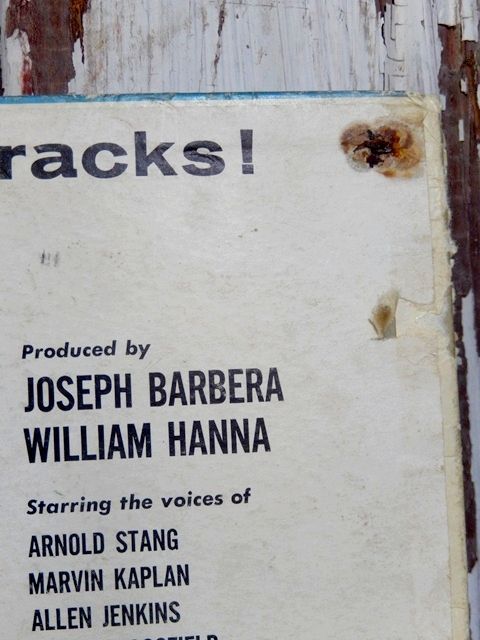 racks!
Produced by
JOSEPH BARBERA
WILLIAM HANNA
Starring the voices of
ARNOLD STANG
MARVIN KAPLAN
ALLEN JENKINS